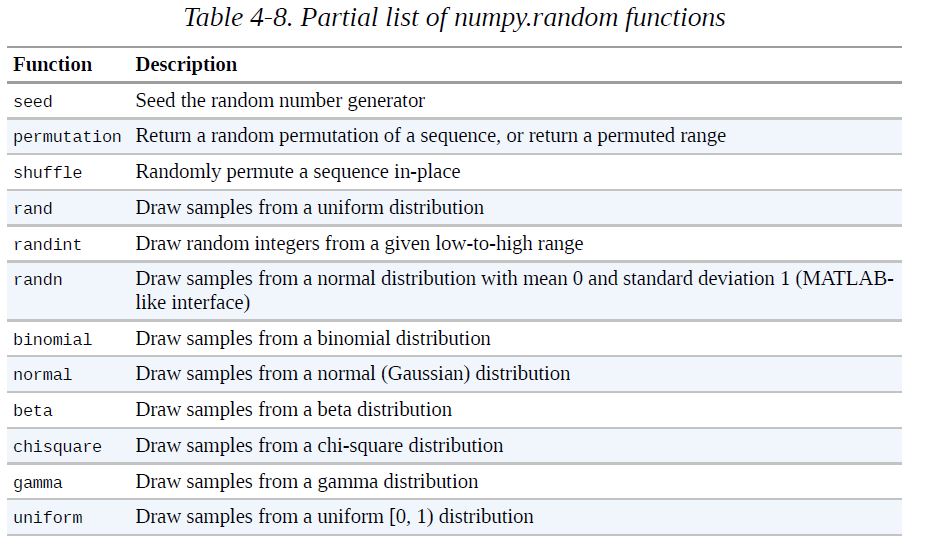 Table 4-8. Partial list of numpy.random functions
Function Description
seed Seed the random number generator
permutation Return a random permutation of a sequence, or return a permuted range
shuffle Randomly permute a sequence in-place
rand Draw samples from a uniform distribution
randint Draw random integers from a given low-to-high range
randn Draw samples from a normal distribution with mean 0 and standard deviation 1 (MATLAB-
like interface)
binomial Draw samples from a binomial distribution
normal Draw samples from a normal (Gaussian) distribution
beta Draw samples from a beta distribution
chisquare Draw samples from a chi-square distribution
gamma Draw samples from a gamma distribution
uniform Draw samples from a uniform [0, 1) distribution